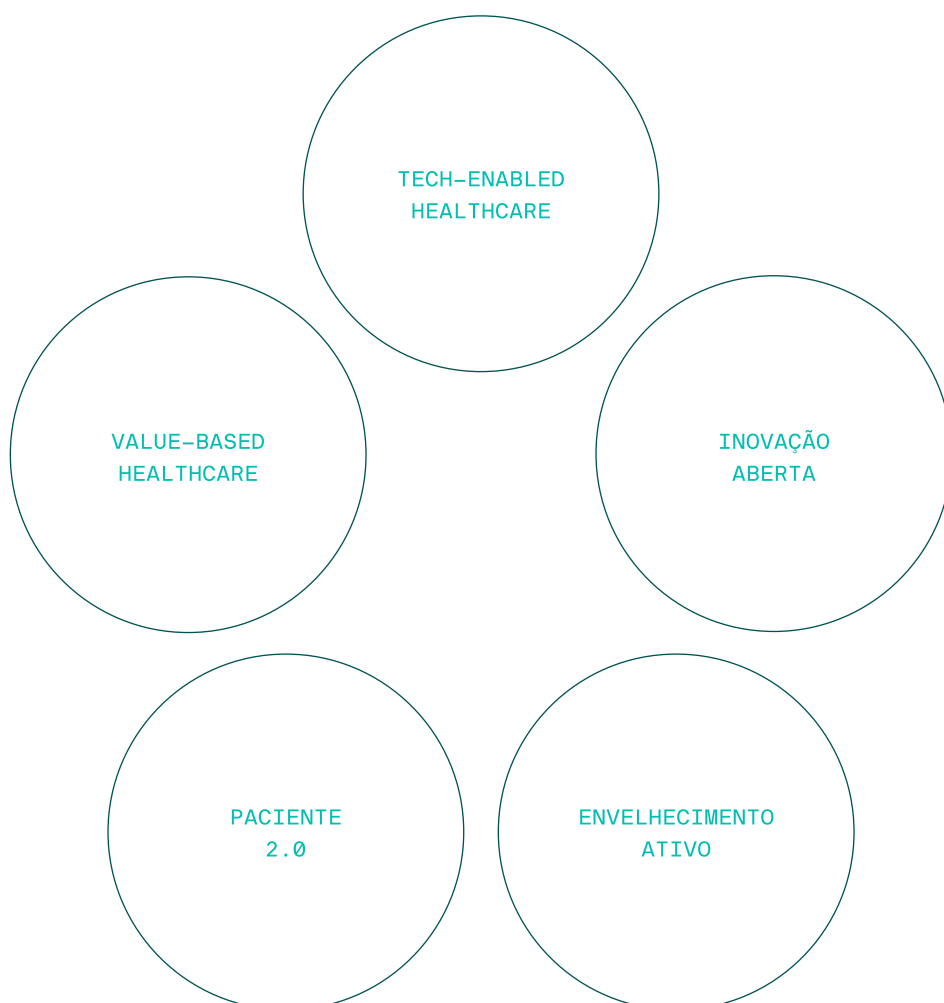 TECH–ENABLED
HEALTHCARE
VALUE–BASED
HEALTHCARE
INOVAÇÃO
ABERTA
PACIENTE
2.0
ENVELHECIMENTO
ATIVO